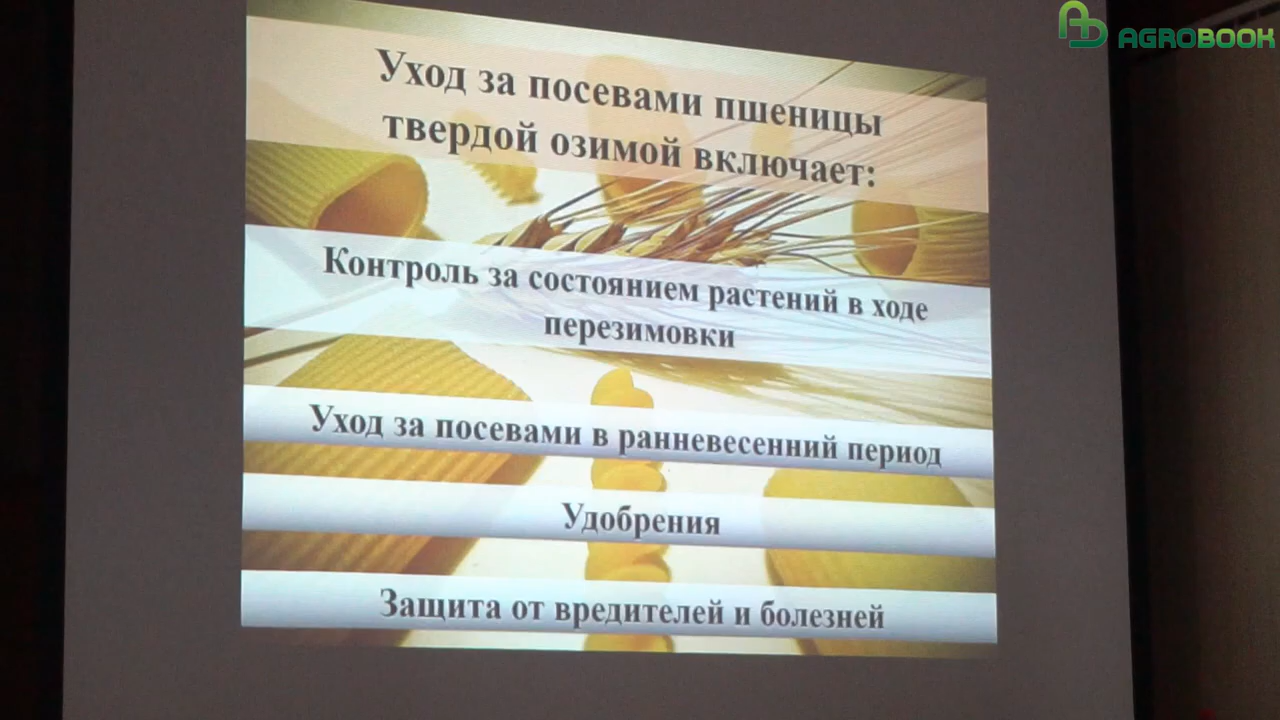 AGROBOOK
Уход за посевами пшеницы
твердой озимой включает:
Контроль за состоянием растений в ходе
перезимовки
Уход за посевами в ранневесенний период
Удобрения
Защита от вредителей и болезней